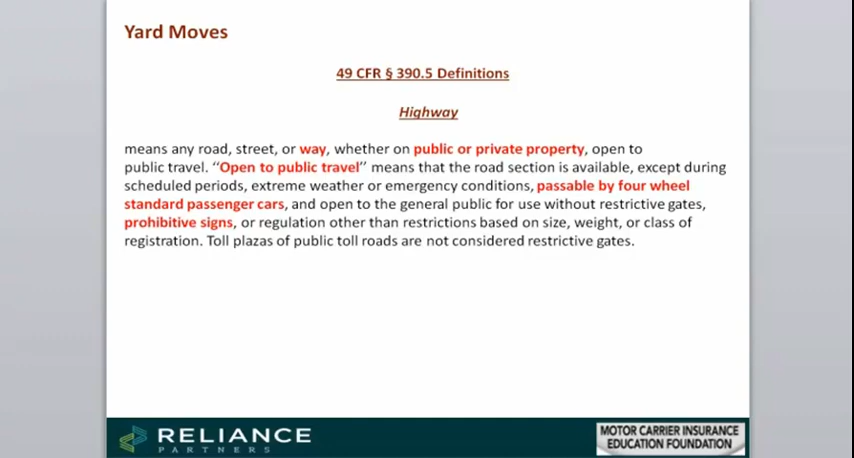 Yard Moves
49 CFR § 390.5 Definitions
Highway
means any road, street, or way, whether on public or private property, open to
public travel. “Open to public travel” means that the road section is available, except during
scheduled periods, extreme weather or emergency conditions, passable by four wheel
standard passenger cars, and open to the general public for use without restrictive gates,
prohibitive signs, or regulation other than restrictions based on size, weight, or class of
registration. Toll plazas of public toll roads are not considered restrictive gates.
RELIANCE
PARTNERS
MOTOR CARRIER INSURANCE
EDUCATION FOUNDATION